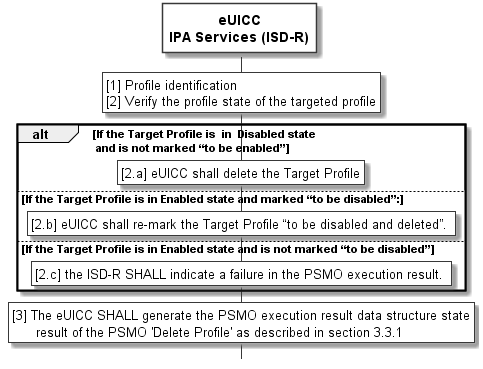 eUICC
IPA Services (ISD-R)
[1] Profile identification
[2] Verify the profile state of the targeted profile
alt
[If the Target Profile is in Disabled state
and is not marked “to be enabled”]
[2.a] eUICC shall delete the Target Profile
[If the Target Profile is in Enabled state and marked “to be disabled”:]
[2.b] eUICC shall re-mark the Target Profile “to be disabled and deleted”.
[If the Target Profile is in Enabled state and is not marked “to be disabled”]
[2.c] the ISD-R SHALL indicate a failure in the PSMO execution result.
[3] The eUICC SHALL generate the PSMO execution result data structure state
result of the PSMO 'Delete Profile' as described in section 3.3.1